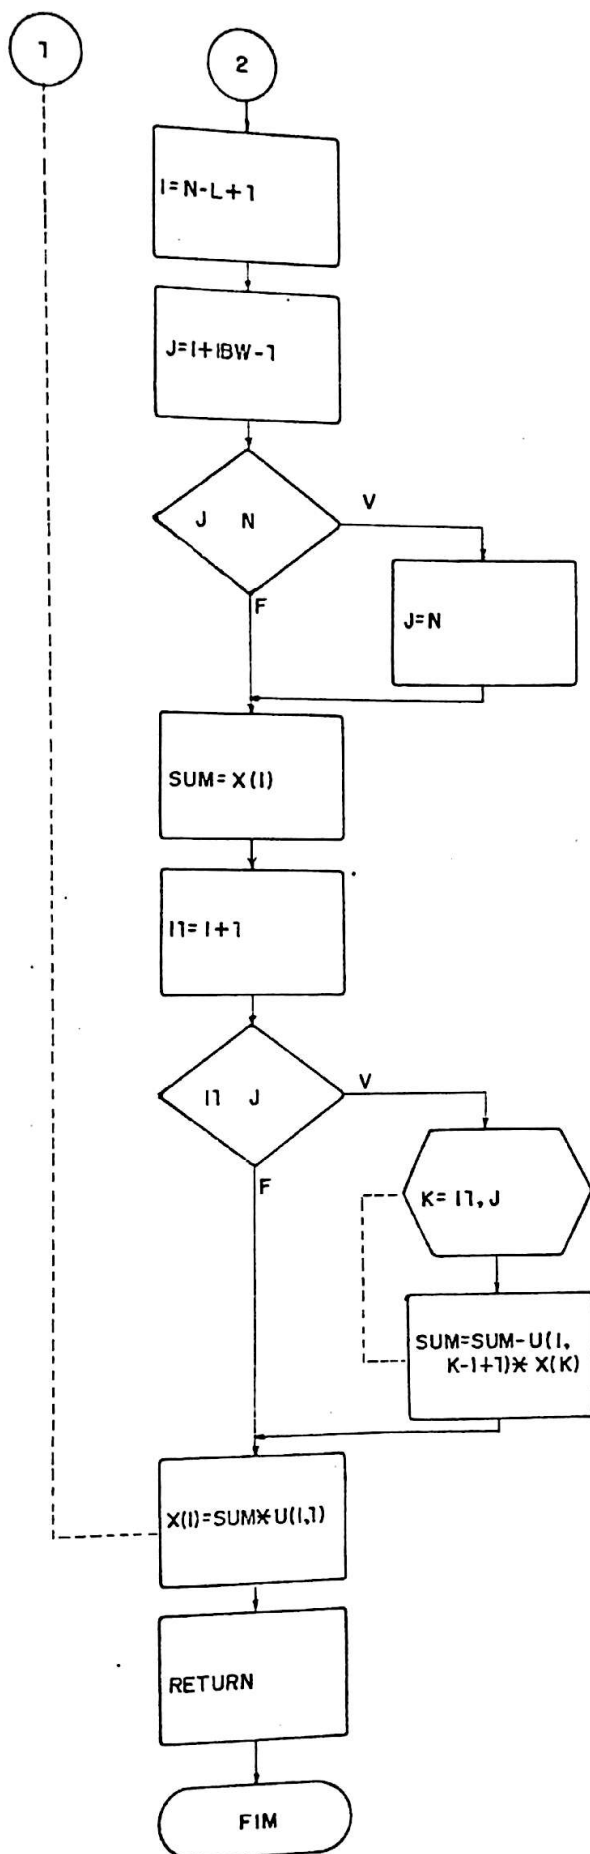 1
2
I=N-L+1
J=I+IBW-1
J N
V
F
J=N
SUM=X(I)
I1=I+1
I1 J
V
F
K=I1,J
SUM=SUM-U(I,
K-I+1)*X(K)
X(I)=SUM*U(I,1)
RETURN
FIM